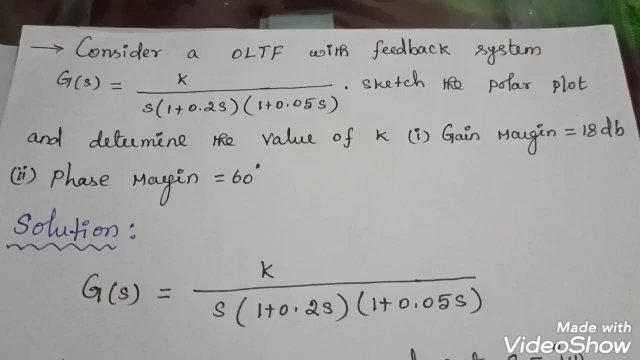 → Consider a OLTF with feedback system
G(s) = K / s(1+0.2s)(1+0.05s) . sketch the polar plot
and determine the value of K (i) Gain Margin = 18 db
(ii) Phase Margin = 60°
Solution:
G(s) = K / s(1+0.2s)(1+0.05s)
Made with
VideoShow